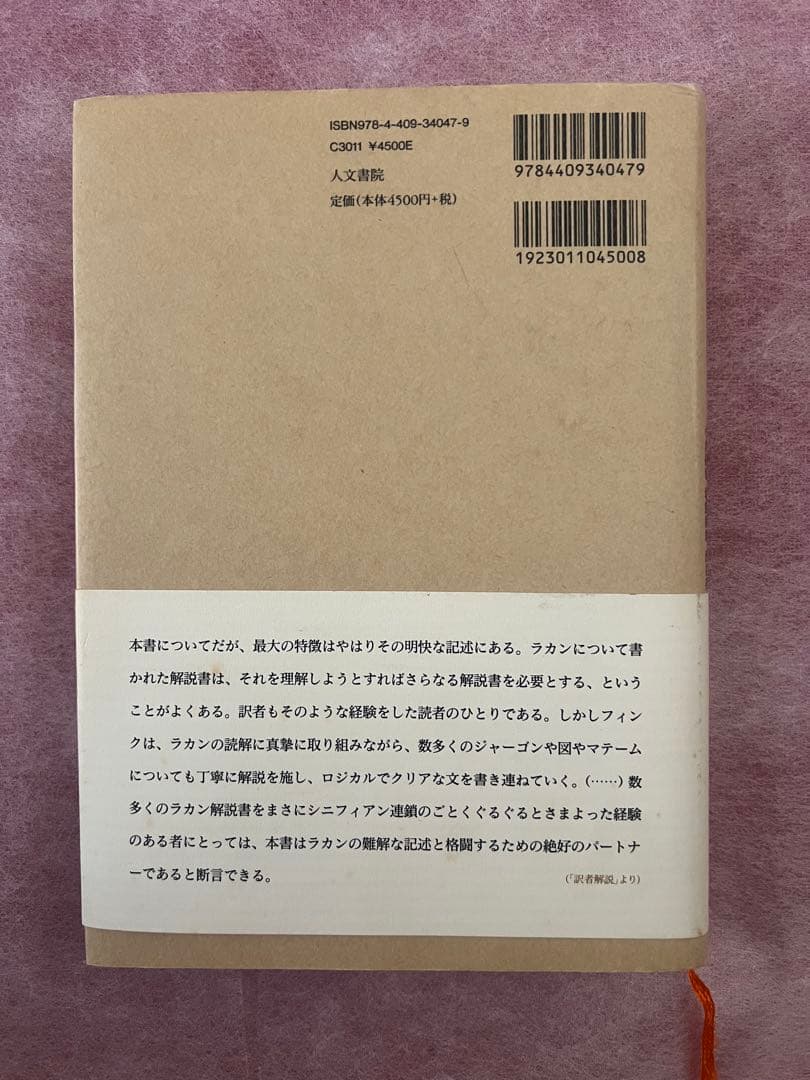 ISBN978-4-409-34047-9
C3011 ¥4500E
人文書院
定価(本体4500円+税)
9784409340479
1923011045008
本書についてだが、最大の特徴はやはりその明快な記述にある。ラカンについて書
かれた解説書は、それを理解しようとすればさらなる解説書を必要とする、という
ことがよくある。訳者もそのような経験をした読者のひとりである。しかしフィン
クは、ラカンの読解に真摯に取り組みながら、数多くのジャーゴンや図やマテーム
についても丁寧に解説を施し、ロジカルでクリアな文を書き連ねていく。(……) 数
多くのラカン解説書をまさにシニフィアン連鎖のごとくぐるぐるとさまよった経験
のある者にとっては、本書はラカンの難解な記述と格闘するための絶好のパートナ
ーであると断言できる。
(「訳者解説」より)